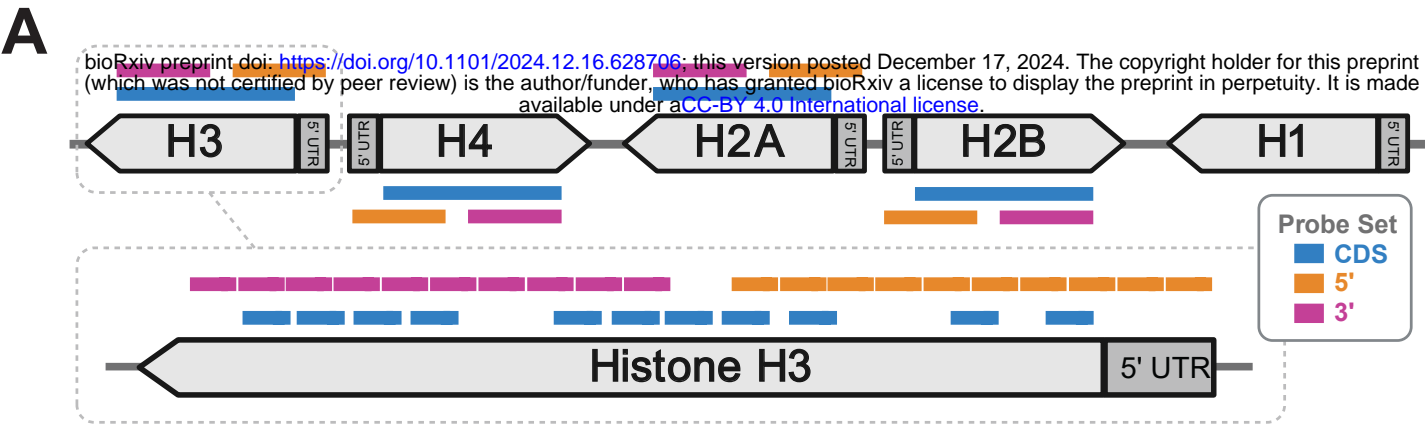 A
bioRxiv preprint doi: https://doi.org/10.1101/2024.12.16.628706; this version posted December 17, 2024. The copyright holder for this preprint
(which was not certified by peer review) is the author/funder, who has granted bioRxiv a license to display the preprint in perpetuity. It is made
available under aCC-BY 4.0 International license.
H3 5' UTR 5' UTR H4 H2A 5' UTR 5' UTR H2B H1 5' UTR
Probe Set
CDS
5'
3'
Histone H3 5' UTR